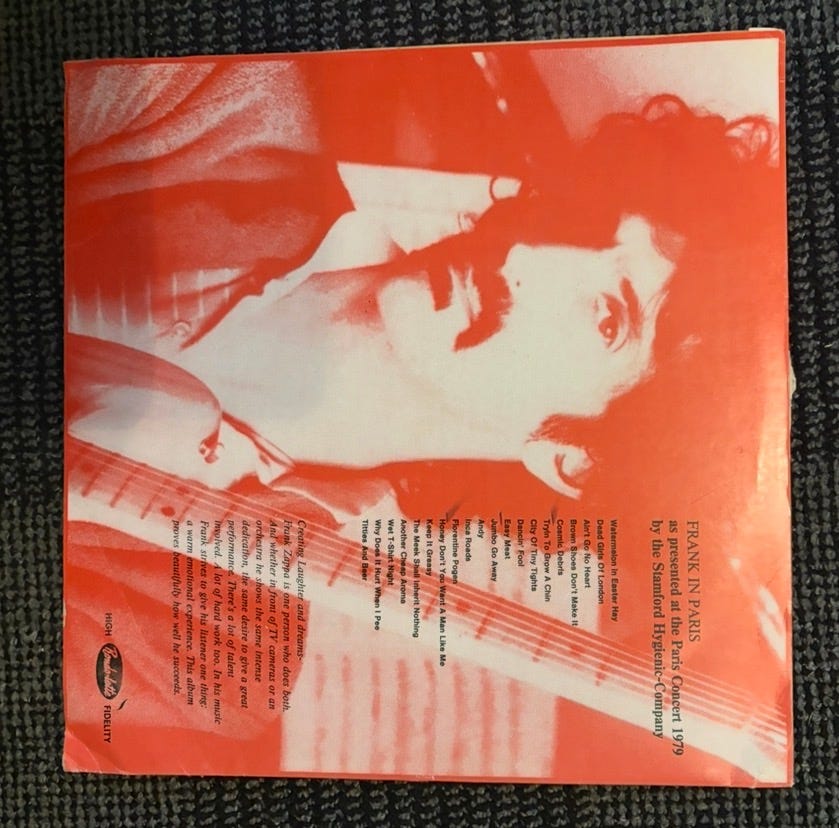 FRANK IN PARIS
as presented at the Paris Concert 1979
by the Stamford Hygienic-Company
Watermelon In Easter Hay
Dead Girls Of London
Ain't Go No Heart
Brown Shoes Don't Make It
Cosmik Debris
Tryin To Grow A Chin
City Of Tiny Tights
Dancin' Fool
Easy Meat
Jumbo Go Away
Andy
Inca Roads
Florentine Pogen
Honey Don't You Want A Man Like Me
Keep It Greasy
The Meek Shall Inherit Nothing
Another Cheap Aroma
Wet T-Shirt Night
Why Does It Hurt When I Pee
Titties And Beer
Creating Laughter and dreams-
Frank Zappa is one person who does both.
And whether in front of TV cameras or an
orchestra he shows the same intense
dedication, the same desire to give a great
performance. There's a lot of talent
involved. A lot of hard work too. In his music
Frank strives to give his listener one thing:
a warm emotional experience. This album
proves beautifully how well he succeeds.
HIGH
FIDELITY